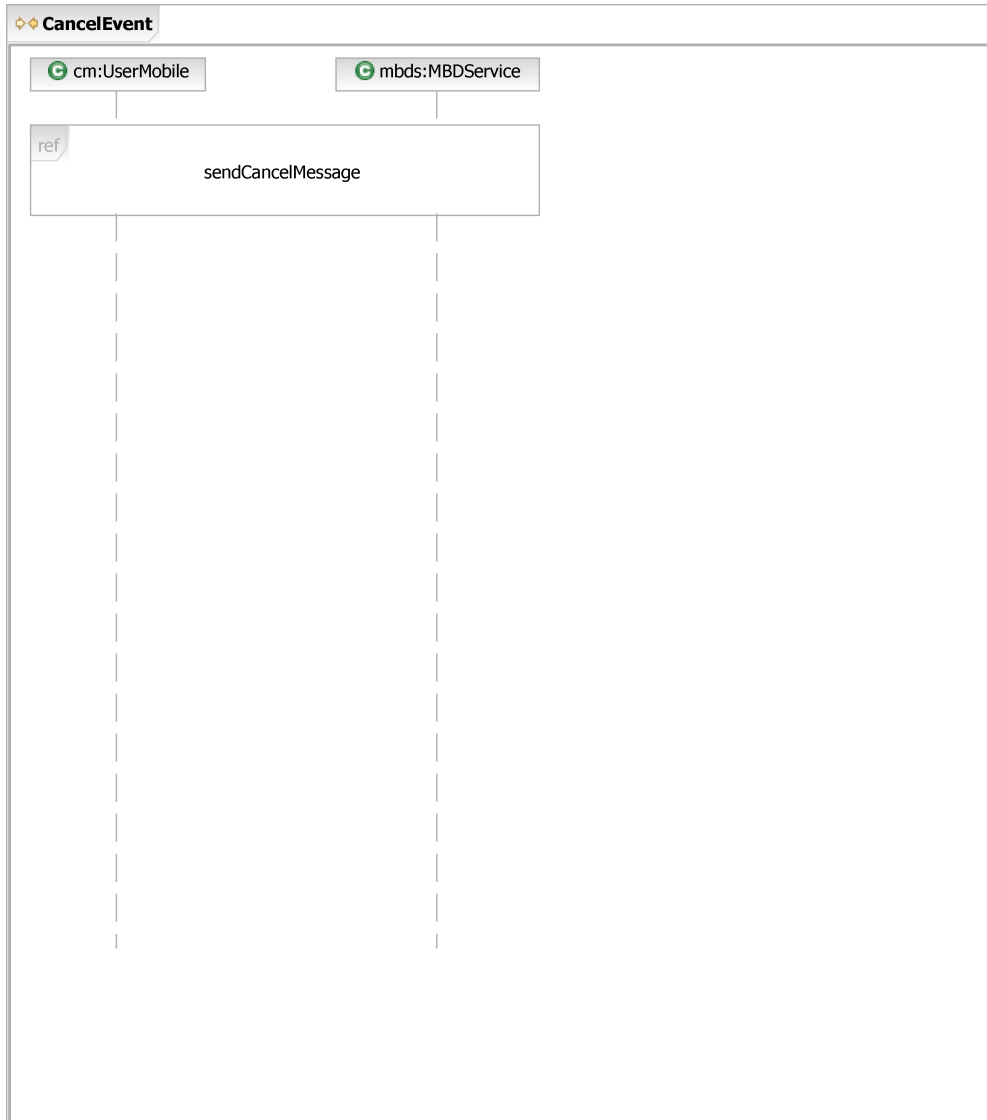 CancelEvent
C cm:UserMobile
C mbds:MBDService
ref
sendCancelMessage